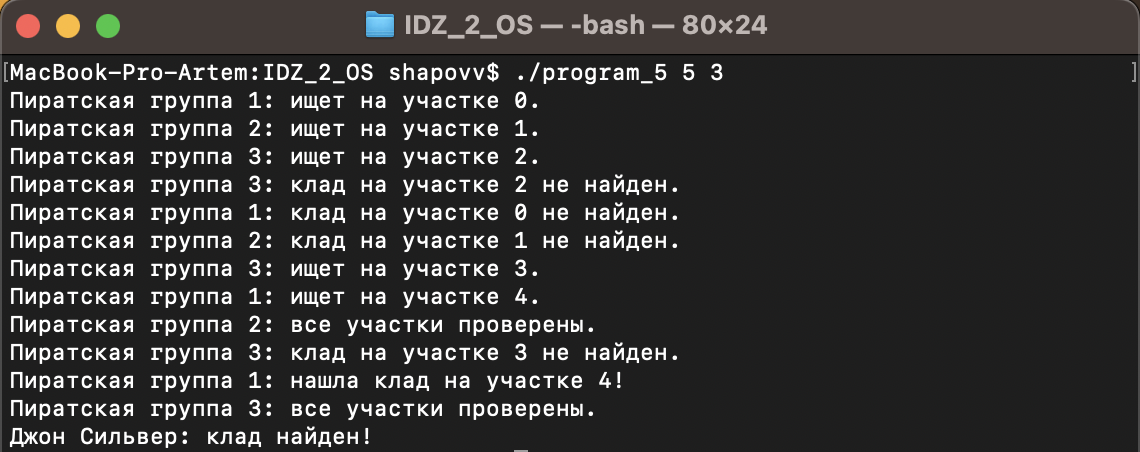 IDZ_2_OS — -bash — 80×24
[MacBook-Pro-Artem:IDZ_2_OS shapovv$ ./program_5 5 3 ]
Пиратская группа 1: ищет на участке 0.
Пиратская группа 2: ищет на участке 1.
Пиратская группа 3: ищет на участке 2.
Пиратская группа 3: клад на участке 2 не найден.
Пиратская группа 1: клад на участке 0 не найден.
Пиратская группа 2: клад на участке 1 не найден.
Пиратская группа 3: ищет на участке 3.
Пиратская группа 1: ищет на участке 4.
Пиратская группа 2: все участки проверены.
Пиратская группа 3: клад на участке 3 не найден.
Пиратская группа 1: нашла клад на участке 4!
Пиратская группа 3: все участки проверены.
Джон Сильвер: клад найден!